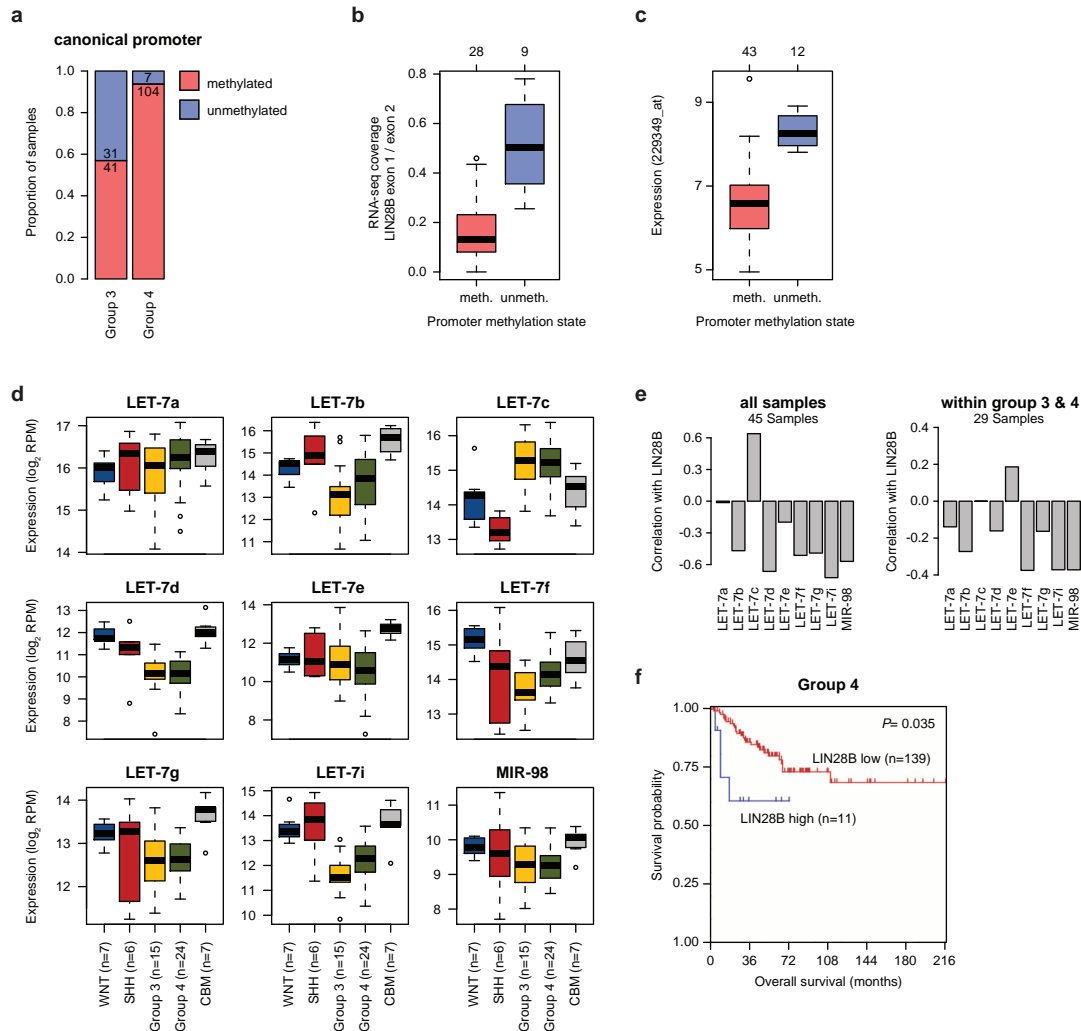 a
canonical promoter
Proportion of samples
1.0
0.8
0.6
0.4
0.2
0.0
31
41
7
104
Group 3
Group 4
methylated
unmethylated
b
28
9
RNA-seq coverage
LIN28B exon 1 / exon 2
0.8
0.6
0.4
0.2
0.0
meth.
unmeth.
Promoter methylation state
c
43
12
Expression (229349_at)
9
7
5
meth.
unmeth.
Promoter methylation state
d
LET-7a
Expression (log2 RPM)
17
16
15
14
LET-7b
16
15
14
13
12
11
LET-7c
16
15
14
13
LET-7d
Expression (log2 RPM)
13
12
11
10
9
8
7
LET-7e
14
13
12
11
10
9
8
7
LET-7f
16
15
14
13
LET-7g
Expression (log2 RPM)
14
13
12
LET-7i
15
14
13
12
11
10
MIR-98
11
10
9
8
WNT (n=7)
SHH (n=6)
Group 3 (n=15)
Group 4 (n=24)
CBM (n=7)
WNT (n=7)
SHH (n=6)
Group 3 (n=15)
Group 4 (n=24)
CBM (n=7)
WNT (n=7)
SHH (n=6)
Group 3 (n=15)
Group 4 (n=24)
CBM (n=7)
e
all samples
45 Samples
Correlation with LIN28B
0.6
0.3
0.0
-0.3
-0.6
LET-7a
LET-7b
LET-7c
LET-7d
LET-7e
LET-7f
LET-7g
LET-7i
MIR-98
within group 3 & 4
29 Samples
Correlation with LIN28B
0.4
0.2
0.0
-0.2
-0.4
LET-7a
LET-7b
LET-7c
LET-7d
LET-7e
LET-7f
LET-7g
LET-7i
MIR-98
f
Group 4
Survival probability
1.00
0.75
0.50
0.25
1.00
P= 0.035
LIN28B low (n=139)
LIN28B high (n=11)
0
36
72
108
144
180
216
Overall survival (months)